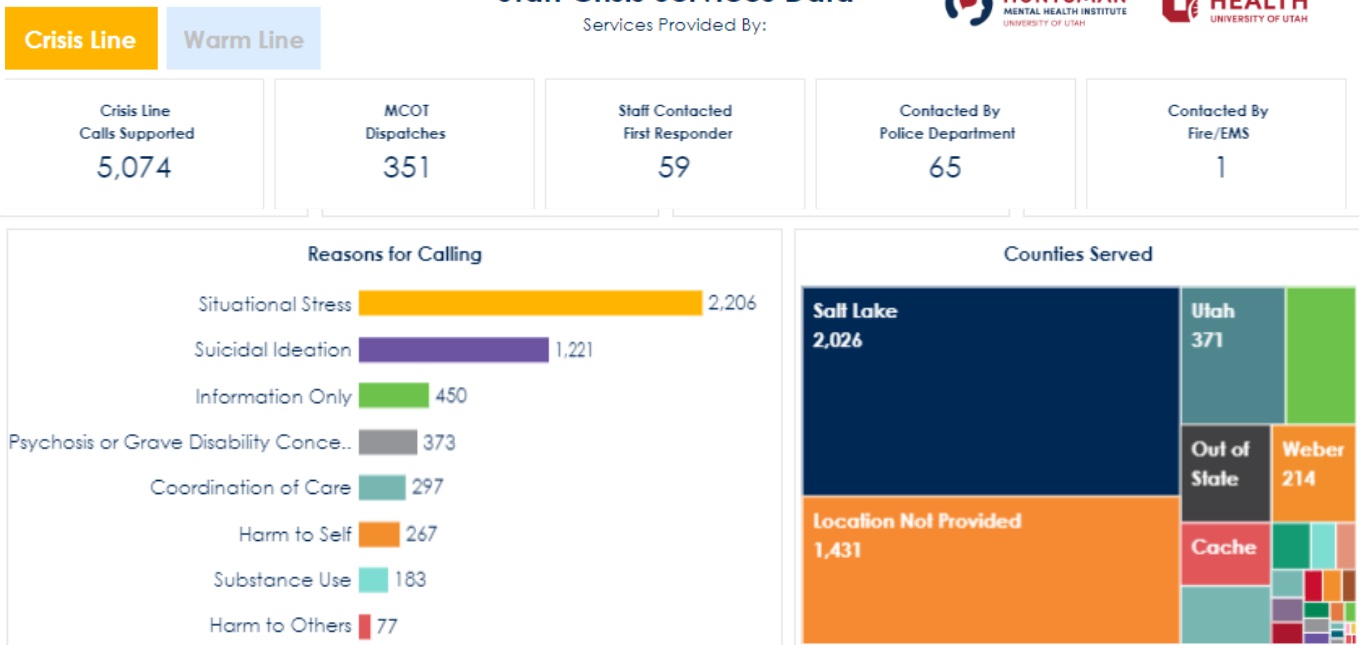 Utah Crisis Services Data
Services Provided By:
HUNTSMAN
MENTAL HEALTH INSTITUTE
UNIVERSITY OF UTAH
HEALTH
UNIVERSITY OF UTAH
Crisis Line
Warm Line
Crisis Line
Calls Supported
5,074
MCOT
Dispatches
351
Staff Contacted
First Responder
59
Contacted By
Police Department
65
Contacted By
Fire/EMS
1
Reasons for Calling
Situational Stress 2,206
Suicidal Ideation 1,221
Information Only 450
Psychosis or Grave Disability Conce.. 373
Coordination of Care 297
Harm to Self 267
Substance Use 183
Harm to Others 77
Counties Served
Salt Lake
2,026
Location Not Provided
1,431
Utah
371
Out of
State
Weber
214
Cache